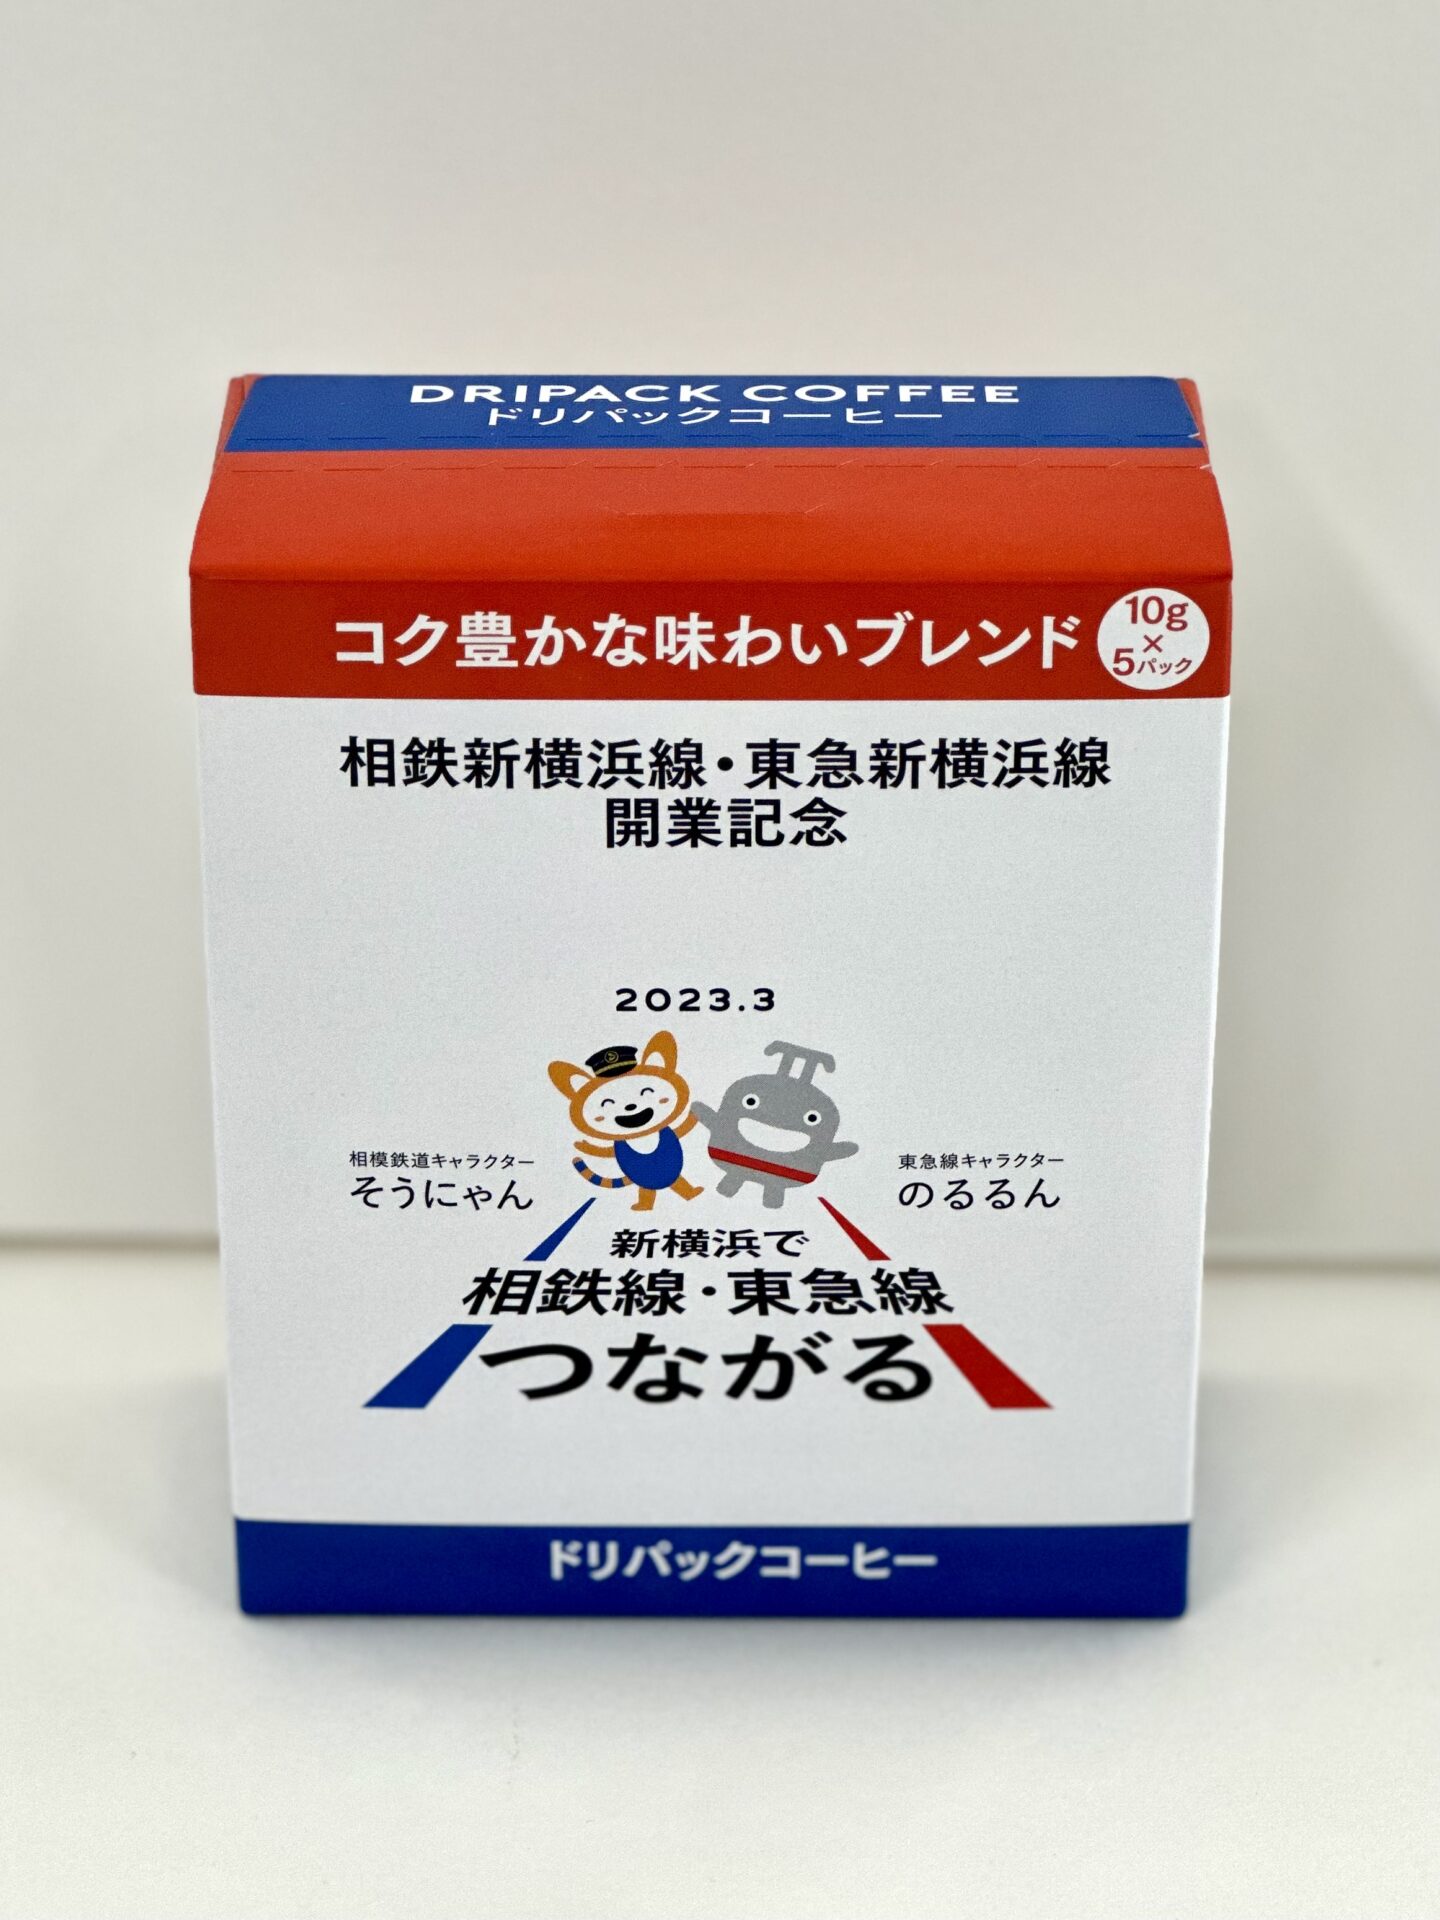 DRIPACK COFFEE
ドリパックコーヒー
コク豊かな味わいブレンド
10g
×
5パック
相鉄新横浜線・東急新横浜線
開業記念
2023.3
相模鉄道キャラクター
そうにゃん
東急線キャラクター
のるるん
新横浜で
相鉄線・東急線
つながる
ドリパックコーヒー